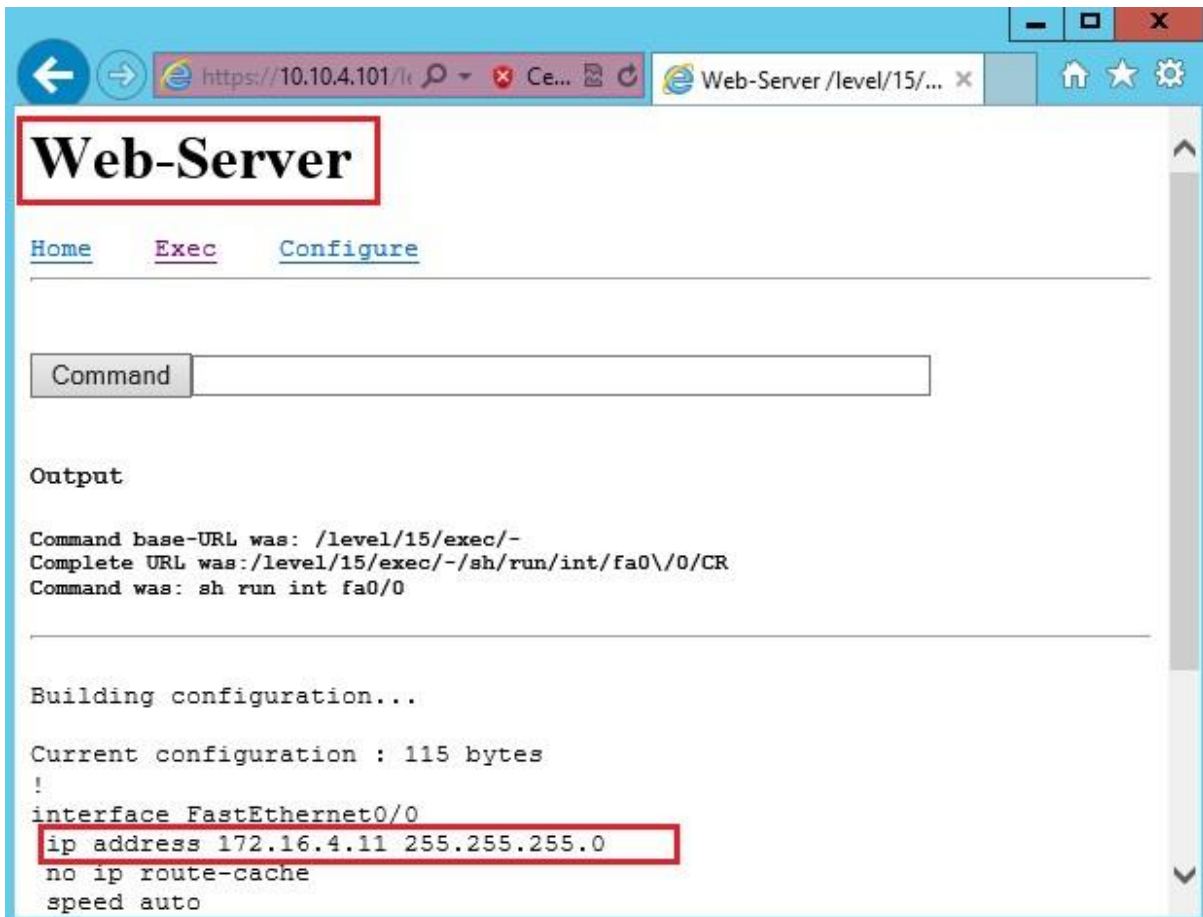 https://10.10.4.101/
Ce...
Web-Server /level/15/...
Web-Server
Home Exec Configure
Command
Output
Command base-URL was: /level/15/exec/-
Complete URL was:/level/15/exec/-/sh/run/int/fa0\/0/CR
Command was: sh run int fa0/0
Building configuration...
Current configuration : 115 bytes
!
interface FastEthernet0/0
ip address 172.16.4.11 255.255.255.0
no ip route-cache
speed auto